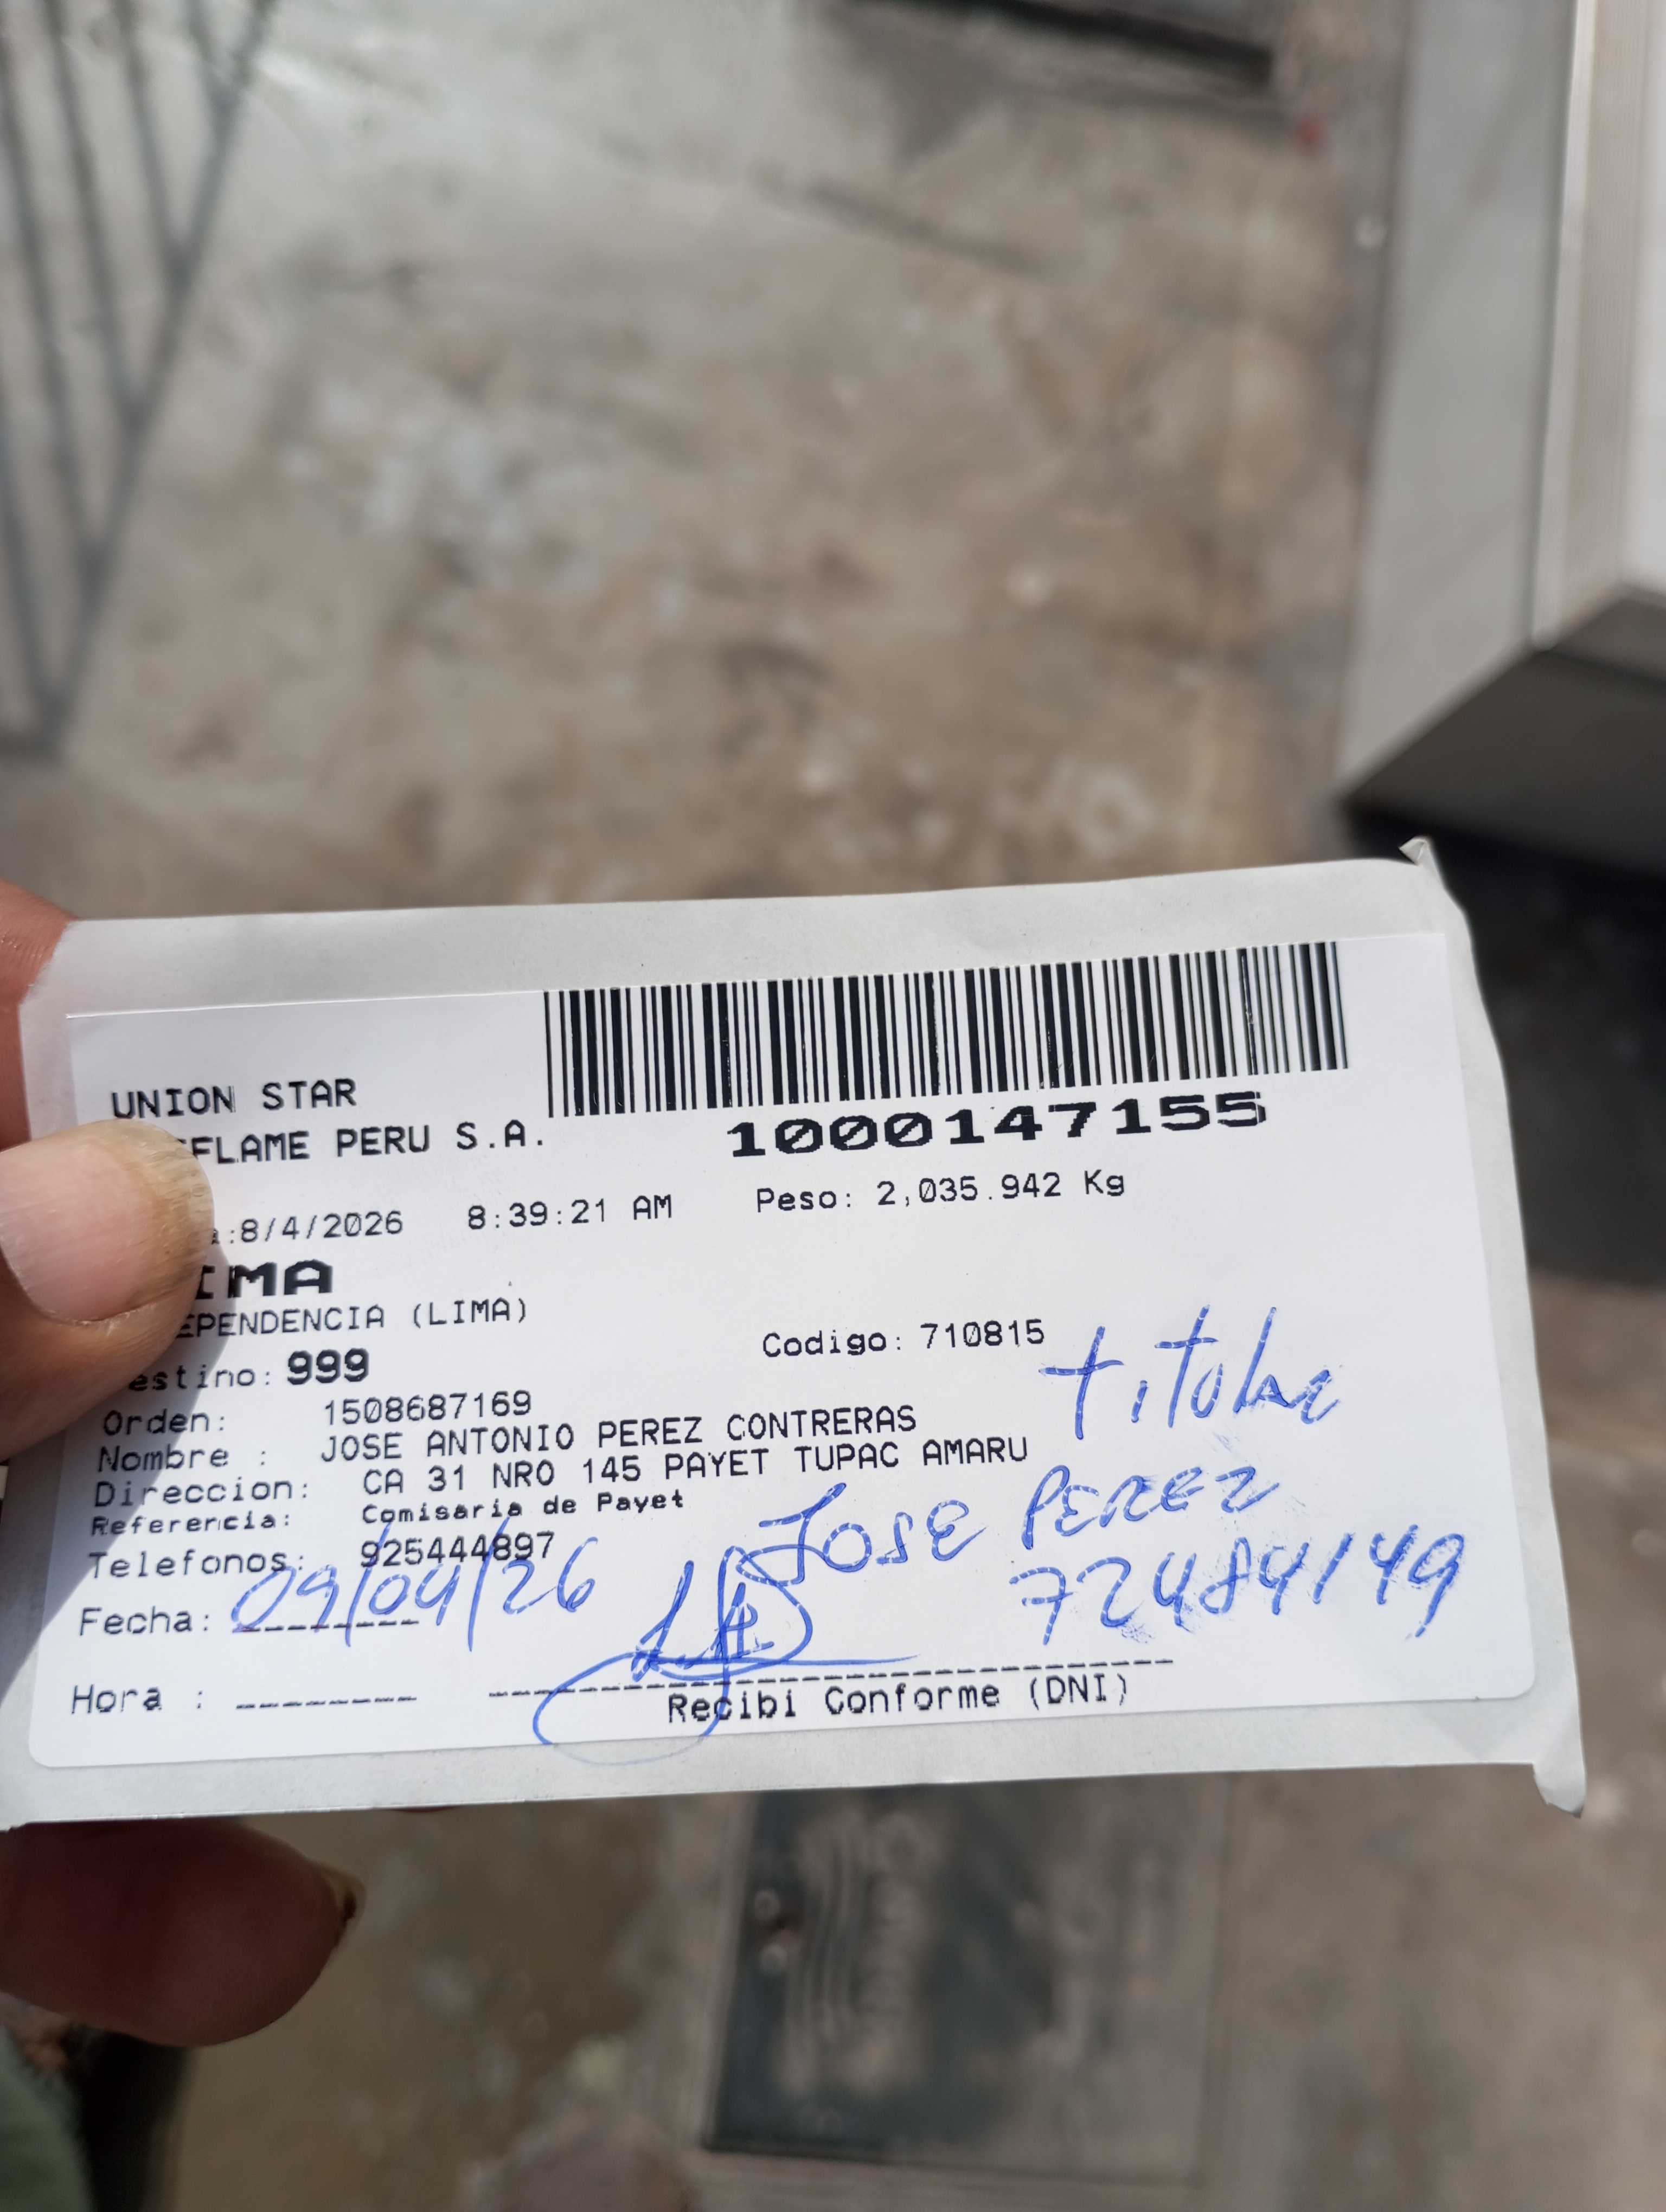 UNION STAR
FLAME PERU S.A.
1000147155
:8/4/2026 8:39:21 AM Peso: 2,035.942 Kg
IMA
EPENDENCIA (LIMA)
Codigo: 710815
estino: 999
titular
Orden: 1508687169
Nombre : JOSE ANTONIO PEREZ CONTRERAS
Direccion: CA 31 NRO 145 PAYET TUPAC AMARU
Referencia: Comisaria de Payet
JOSE PEREZ
Telefonos: 925444897
72484149
Fecha: 09/04/26
Hora :
Recibi Conforme (DNI)